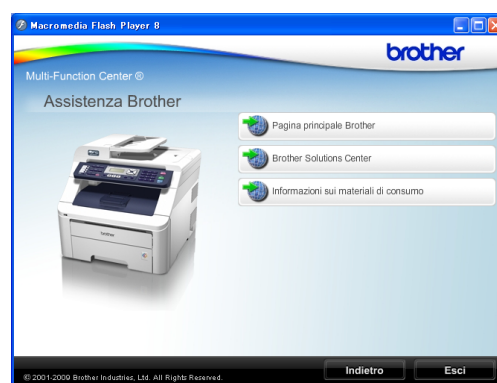 Macromedia Flash Player 8
brother
Multi-Function Center ®
Assistenza Brother
Pagina principale Brother
Brother Solutions Center
Informazioni sui materiali di consumo
brother
© 2001-2009 Brother Industries, Ltd. All Rights Reserved.
Indietro
Esci